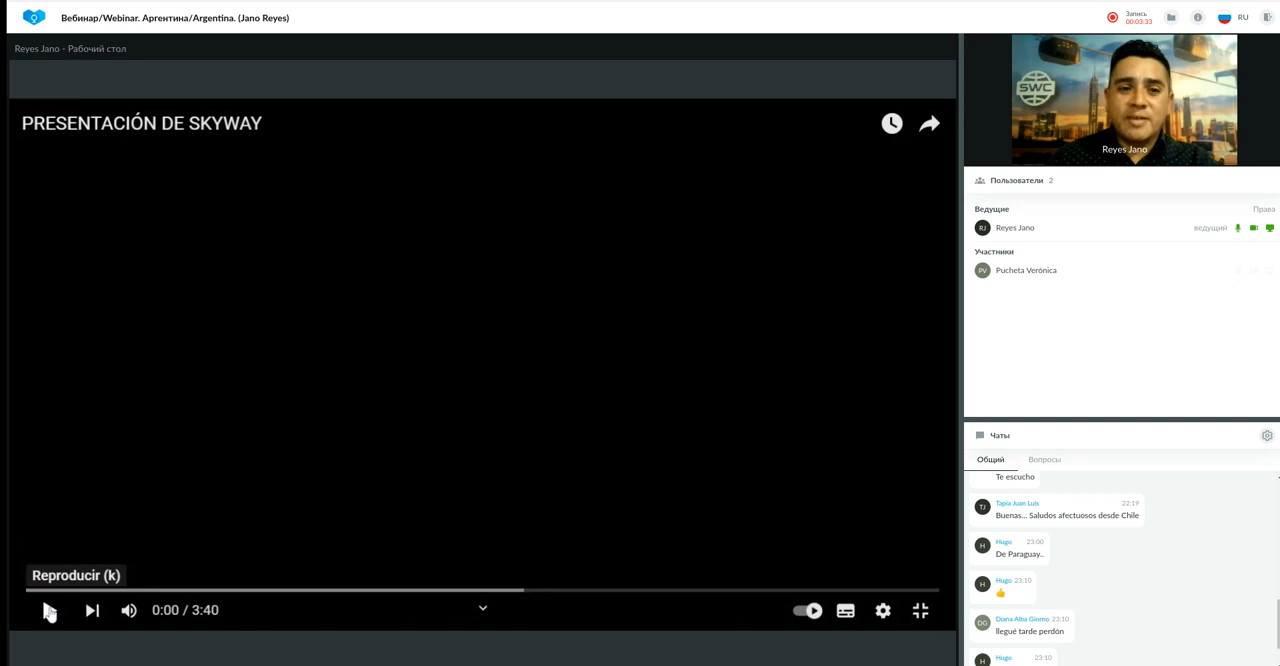 Вебинар/Webinar. Аргентина/Argentina. (Jano Reyes)
Запись
00:03:33
RU
Reyes Jano - Рабочий стол
PRESENTACIÓN DE SKYWAY
Reproducir (k)
0:00 / 3:40
SWC
Reyes Jano
Пользователи 2
Ведущие Права
RJ Reyes Jano ведущий
Участники
PV Pucheta Verónica
Чаты
Общий Вопросы
Te escucho
TJ Tapia Juan Luis 22:19
Buenas... Saludos afectuosos desde Chile
H Hugo 23:00
De Paraguay..
H Hugo 23:10
👍
DG Diana Alba Giorno 23:10
llegué tarde perdón
H Hugo 23:10